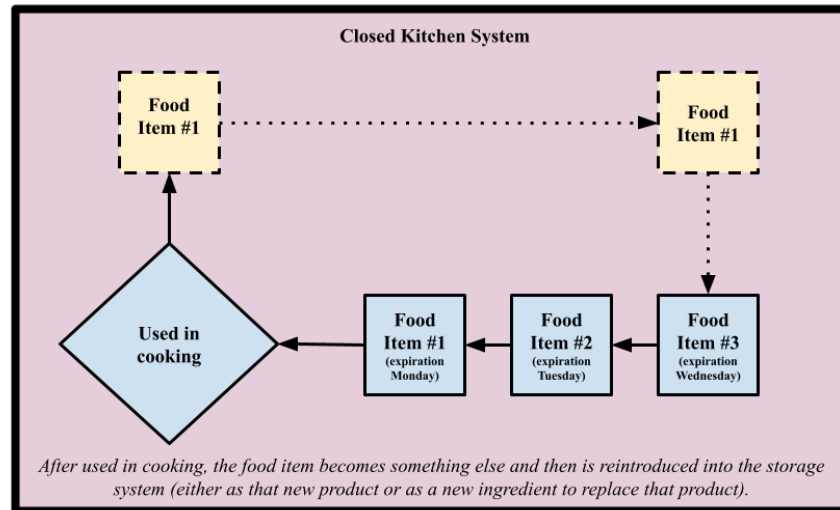 Closed Kitchen System
Food
Item #1
Food
Item #1
Used in
cooking
Food
Item #1
(expiration
Monday)
Food
Item #2
(expiration
Tuesday)
Food
Item #3
(expiration
Wednesday)
After used in cooking, the food item becomes something else and then is reintroduced into the storage
system (either as that new product or as a new ingredient to replace that product).